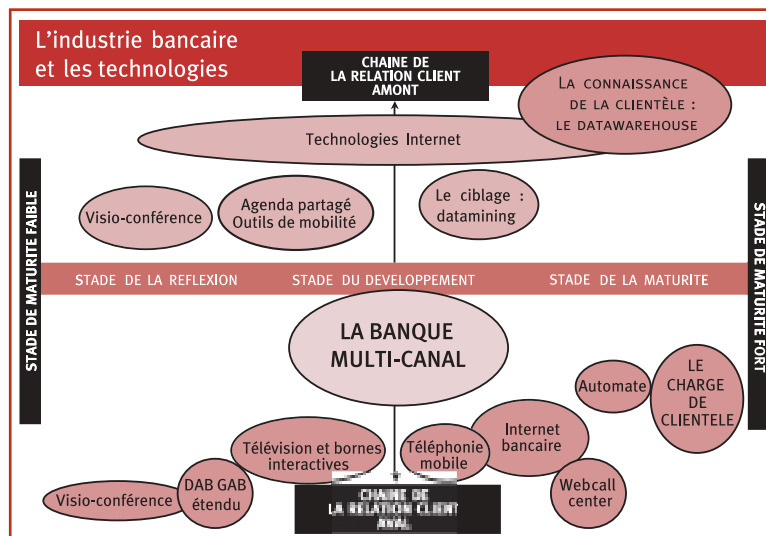 L'industrie bancaire
et les technologies
CHAINE DE
LA RELATION CLIENT
AMONT
LA CONNAISSANCE
DE LA CLIENTÈLE :
LE DATAWAREHOUSE
Technologies Internet
Visio-conférence
Agenda partagé
Outils de mobilité
Le ciblage :
datamining
STADE DE MATURITE FAIBLE
STADE DE MATURITE FORT
STADE DE LA REFLEXION
STADE DU DEVELOPPEMENT
STADE DE LA MATURITE
LA BANQUE
MULTI-CANAL
Automate
LE
CHARGE
DE
CLIENTELE
Télévision et bornes
interactives
Téléphonie
mobile
Internet
bancaire
Visio-conférence
DAB GAB
étendu
Webcall
center
CHAINE DE
LA RELATION CLIENT
AVAL